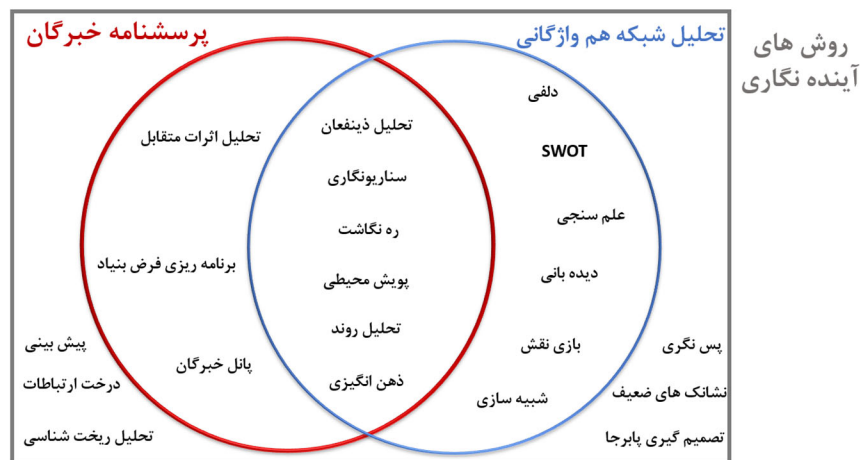 روش های
آینده نگاری
تحلیل شبکه هم واژگانی
پرسشنامه خبرگان
دلفی
SWOT
علم سنجی
دیده بانی
بازی نقش
شبیه سازی
تحلیل ذینفعان
سناریونگاری
ره نگاشت
پویش محیطی
تحلیل روند
ذهن انگیزی
تحلیل اثرات متقابل
برنامه ریزی فرض بنیاد
پانل خبرگان
پس نگری
نشانک های ضعیف
تصمیم گیری پابرجا
پیش بینی
درخت ارتباطات
تحلیل ریخت شناسی